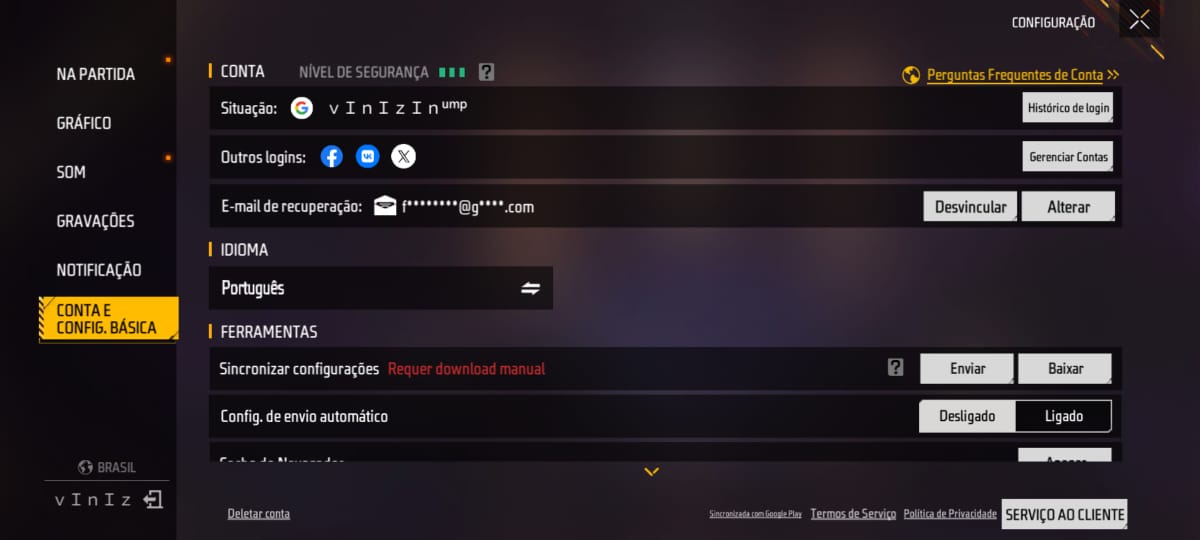 CONFIGURAÇÃO
NA PARTIDA
GRÁFICO
SOM
GRAVAÇÕES
NOTIFICAÇÃO
CONTA E
CONFIG. BÁSICA
BRASIL
v I n I z
CONTA NÍVEL DE SEGURANÇA ?
Perguntas Frequentes de Conta >>
Situação: v I n I z I n ᵘᵐᵖ Histórico de login
Outros logins: Gerenciar Contas
E-mail de recuperação: f********@g****.com Desvincular Alterar
IDIOMA
Português
FERRAMENTAS
Sincronizar configurações Requer download manual ? Enviar Baixar
Config. de envio automático Desligado Ligado
Deletar conta
Sincronizada com Google Play Termos de Serviço Política de Privacidade SERVIÇO AO CLIENTE